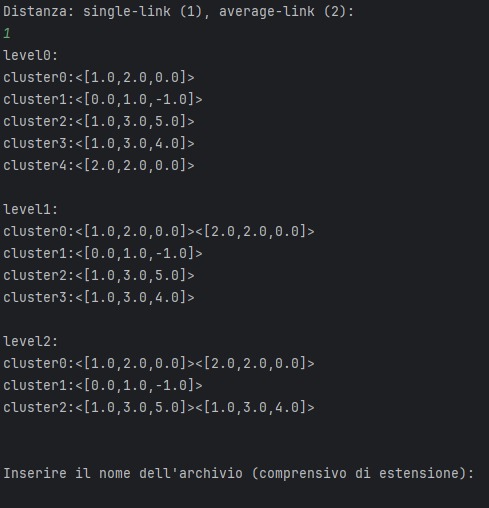 Distanza: single-link (1), average-link (2):
1
level0:
cluster0:<[1.0,2.0,0.0]>
cluster1:<[0.0,1.0,-1.0]>
cluster2:<[1.0,3.0,5.0]>
cluster3:<[1.0,3.0,4.0]>
cluster4:<[2.0,2.0,0.0]>

level1:
cluster0:<[1.0,2.0,0.0]><[2.0,2.0,0.0]>
cluster1:<[0.0,1.0,-1.0]>
cluster2:<[1.0,3.0,5.0]>
cluster3:<[1.0,3.0,4.0]>

level2:
cluster0:<[1.0,2.0,0.0]><[2.0,2.0,0.0]>
cluster1:<[0.0,1.0,-1.0]>
cluster2:<[1.0,3.0,5.0]><[1.0,3.0,4.0]>

Inserire il nome dell'archivio (comprensivo di estensione):